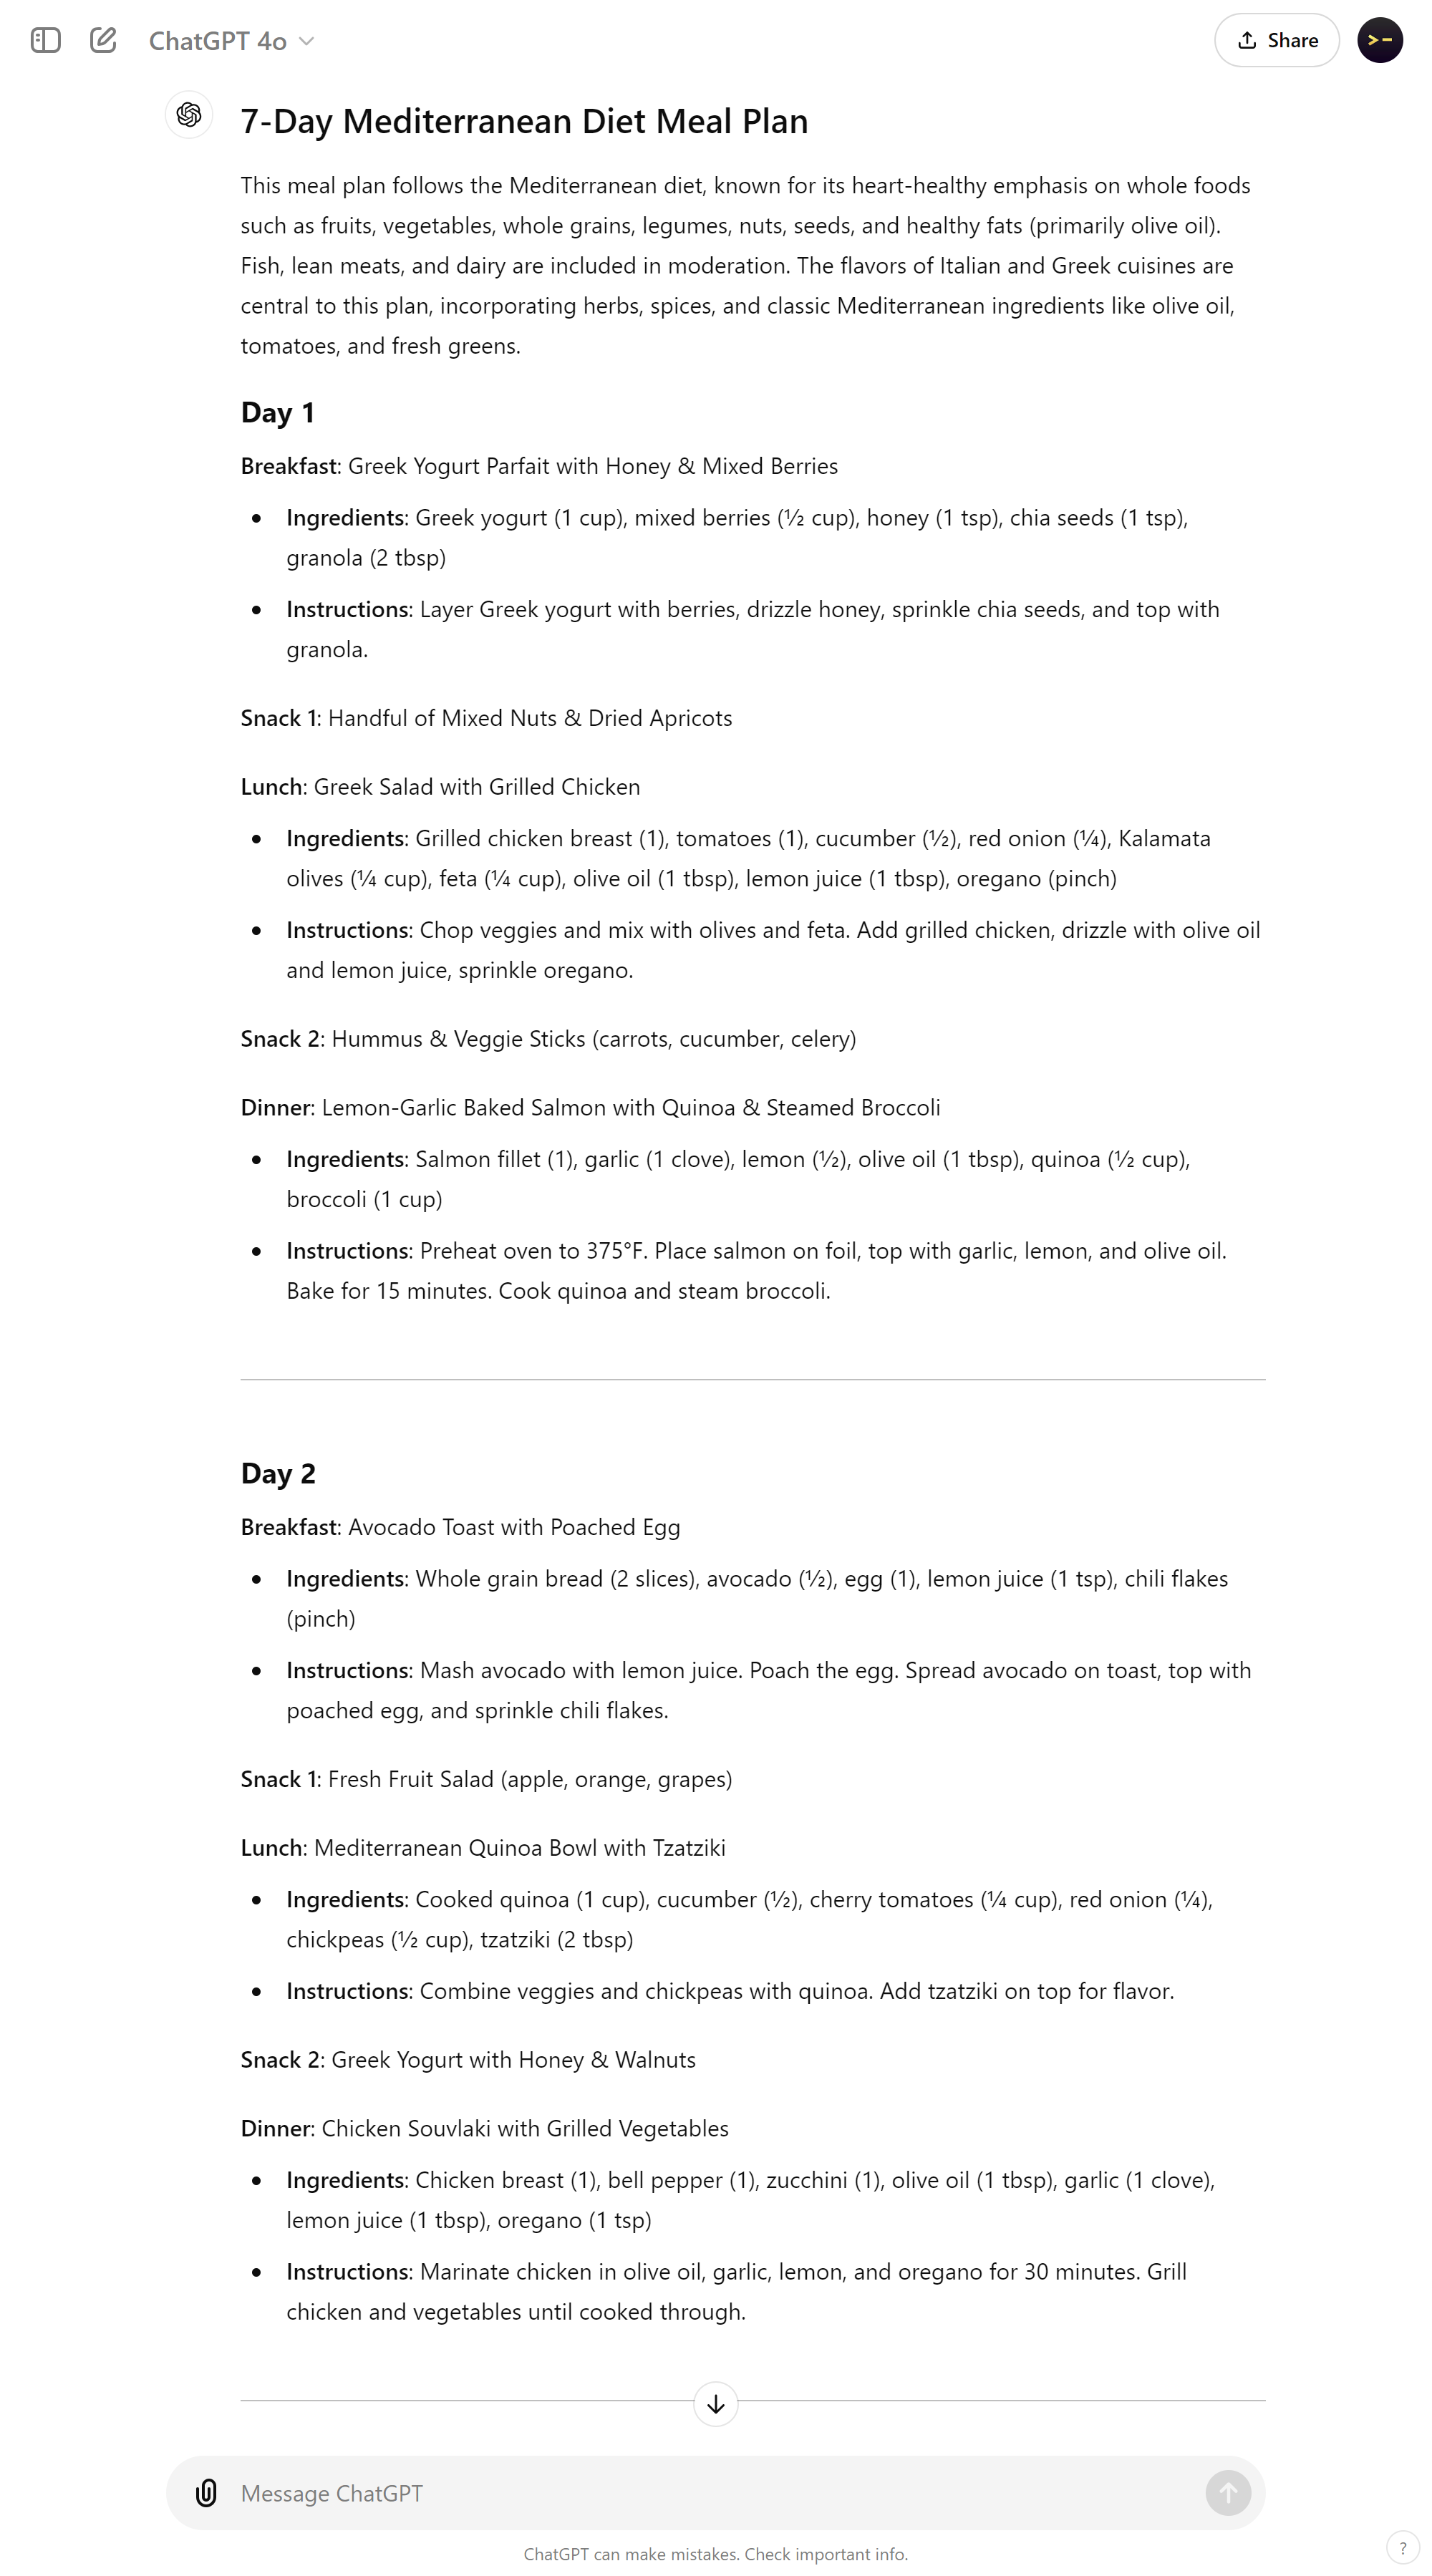 ChatGPT 4o
Share
7-Day Mediterranean Diet Meal Plan
This meal plan follows the Mediterranean diet, known for its heart-healthy emphasis on whole foods
such as fruits, vegetables, whole grains, legumes, nuts, seeds, and healthy fats (primarily olive oil).
Fish, lean meats, and dairy are included in moderation. The flavors of Italian and Greek cuisines are
central to this plan, incorporating herbs, spices, and classic Mediterranean ingredients like olive oil,
tomatoes, and fresh greens.
Day 1
Breakfast: Greek Yogurt Parfait with Honey & Mixed Berries
• Ingredients: Greek yogurt (1 cup), mixed berries (½ cup), honey (1 tsp), chia seeds (1 tsp),
granola (2 tbsp)
• Instructions: Layer Greek yogurt with berries, drizzle honey, sprinkle chia seeds, and top with
granola.
Snack 1: Handful of Mixed Nuts & Dried Apricots
Lunch: Greek Salad with Grilled Chicken
• Ingredients: Grilled chicken breast (1), tomatoes (1), cucumber (½), red onion (¼), Kalamata
olives (¼ cup), feta (¼ cup), olive oil (1 tbsp), lemon juice (1 tbsp), oregano (pinch)
• Instructions: Chop veggies and mix with olives and feta. Add grilled chicken, drizzle with olive oil
and lemon juice, sprinkle oregano.
Snack 2: Hummus & Veggie Sticks (carrots, cucumber, celery)
Dinner: Lemon-Garlic Baked Salmon with Quinoa & Steamed Broccoli
• Ingredients: Salmon fillet (1), garlic (1 clove), lemon (½), olive oil (1 tbsp), quinoa (½ cup),
broccoli (1 cup)
• Instructions: Preheat oven to 375°F. Place salmon on foil, top with garlic, lemon, and olive oil.
Bake for 15 minutes. Cook quinoa and steam broccoli.
Day 2
Breakfast: Avocado Toast with Poached Egg
• Ingredients: Whole grain bread (2 slices), avocado (½), egg (1), lemon juice (1 tsp), chili flakes
(pinch)
• Instructions: Mash avocado with lemon juice. Poach the egg. Spread avocado on toast, top with
poached egg, and sprinkle chili flakes.
Snack 1: Fresh Fruit Salad (apple, orange, grapes)
Lunch: Mediterranean Quinoa Bowl with Tzatziki
• Ingredients: Cooked quinoa (1 cup), cucumber (½), cherry tomatoes (¼ cup), red onion (¼),
chickpeas (½ cup), tzatziki (2 tbsp)
• Instructions: Combine veggies and chickpeas with quinoa. Add tzatziki on top for flavor.
Snack 2: Greek Yogurt with Honey & Walnuts
Dinner: Chicken Souvlaki with Grilled Vegetables
• Ingredients: Chicken breast (1), bell pepper (1), zucchini (1), olive oil (1 tbsp), garlic (1 clove),
lemon juice (1 tbsp), oregano (1 tsp)
• Instructions: Marinate chicken in olive oil, garlic, lemon, and oregano for 30 minutes. Grill
chicken and vegetables until cooked through.
Message ChatGPT
ChatGPT can make mistakes. Check important info.
?